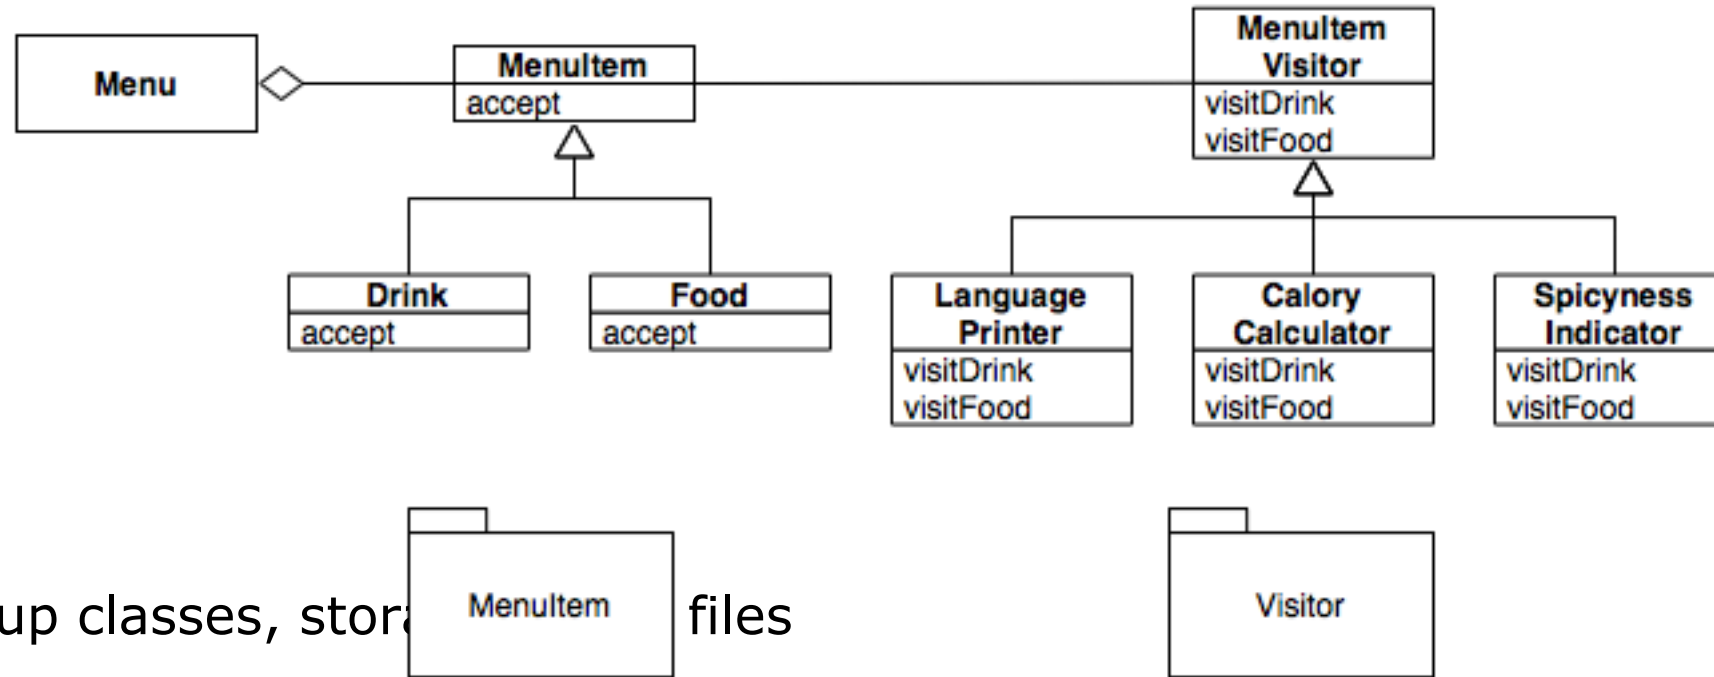 Menu
MenuItem
accept
MenuItem
Visitor
visitDrink
visitFood
Drink
accept
Food
accept
Language
Printer
visitDrink
visitFood
Calory
Calculator
visitDrink
visitFood
Spicyness
Indicator
visitDrink
visitFood
MenuItem
Visitor
up classes, files